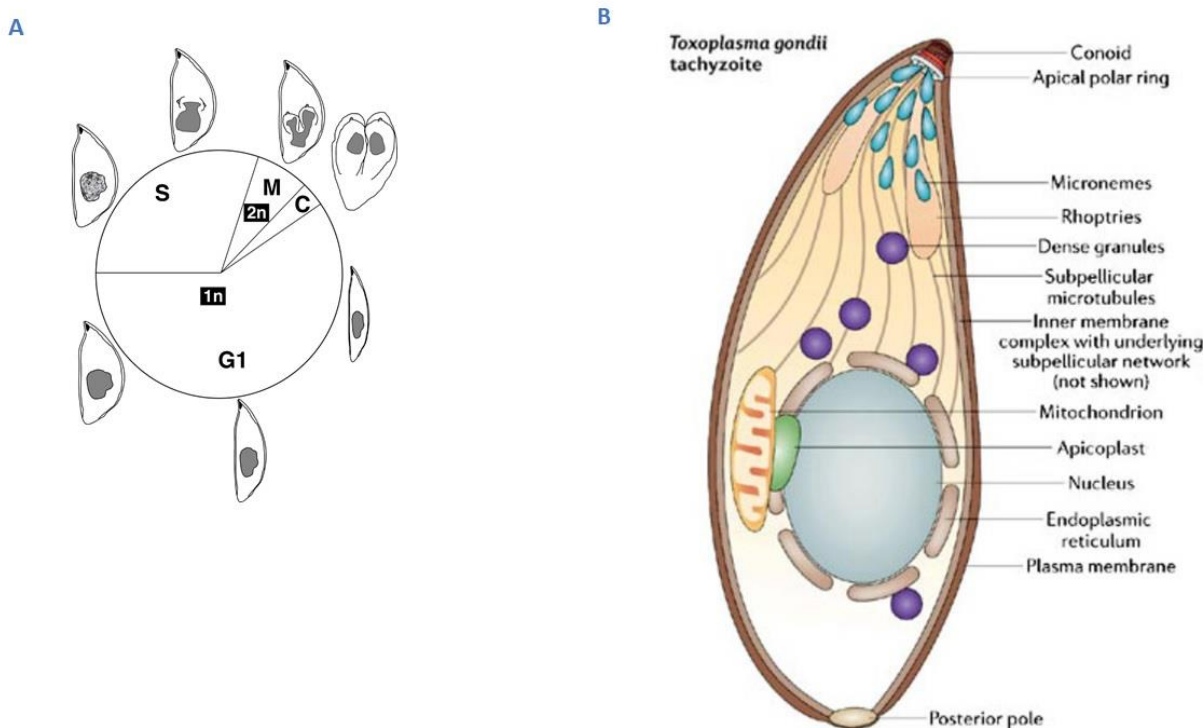 A
S
M
2n
C
1n
G1
B
Toxoplasma gondii
tachyzoite
Conoid
Apical polar ring
Micronemes
Rhoptries
Dense granules
Subpellicular
microtubules
Inner membrane
complex with underlying
subpellicular network
(not shown)
Mitochondrion
Apicoplast
Nucleus
Endoplasmic
reticulum
Plasma membrane
Posterior pole